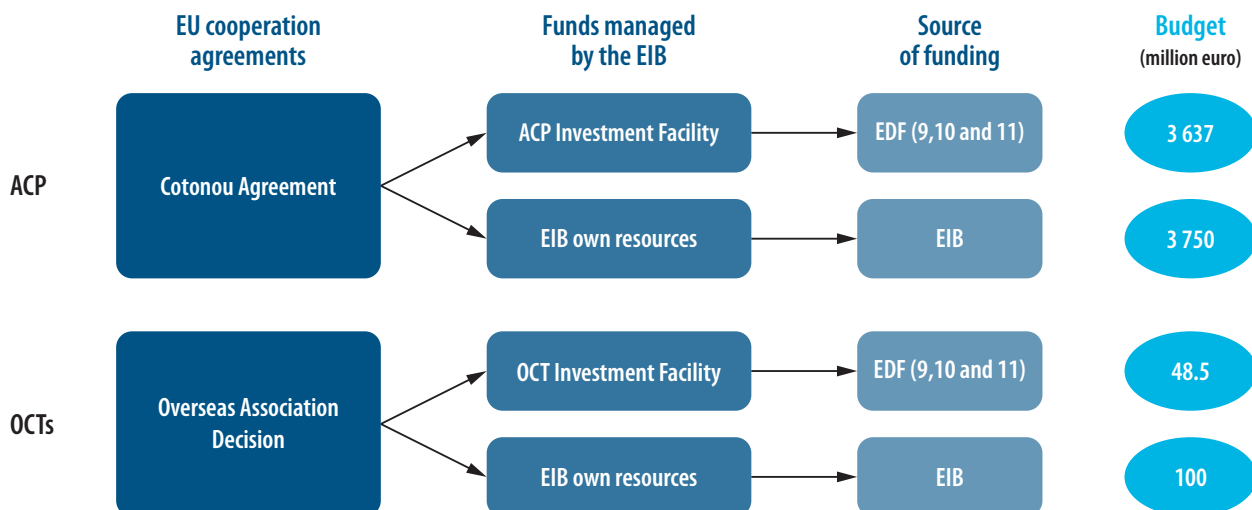 EU cooperation
agreements
Funds managed
by the EIB
Source
of funding
Budget
(million euro)
ACP
Cotonou Agreement
ACP Investment Facility
EDF (9,10 and 11)
3 637
EIB own resources
EIB
3 750
OCTs
Overseas Association
Decision
OCT Investment Facility
EDF (9,10 and 11)
48.5
EIB own resources
EIB
100